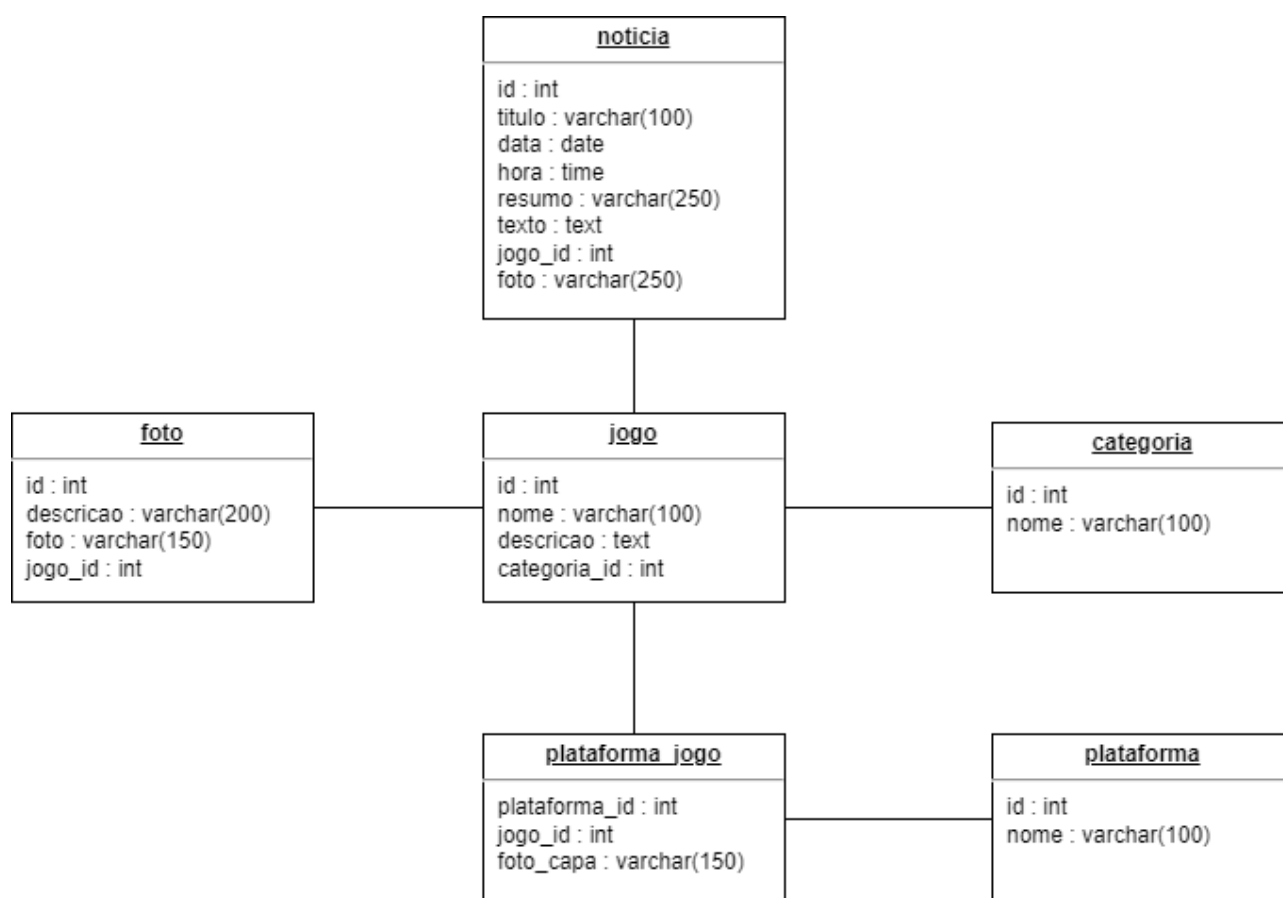 noticia
id : int
titulo : varchar(100)
data : date
hora : time
resumo : varchar(250)
texto : text
jogo_id : int
foto : varchar(250)
foto
id : int
descricao : varchar(200)
foto : varchar(150)
jogo_id : int
jogo
id : int
nome : varchar(100)
descricao : text
categoria_id : int
categoria
id : int
nome : varchar(100)
plataforma_jogo
plataforma_id : int
jogo_id : int
foto_capa : varchar(150)
plataforma
id : int
nome : varchar(100)